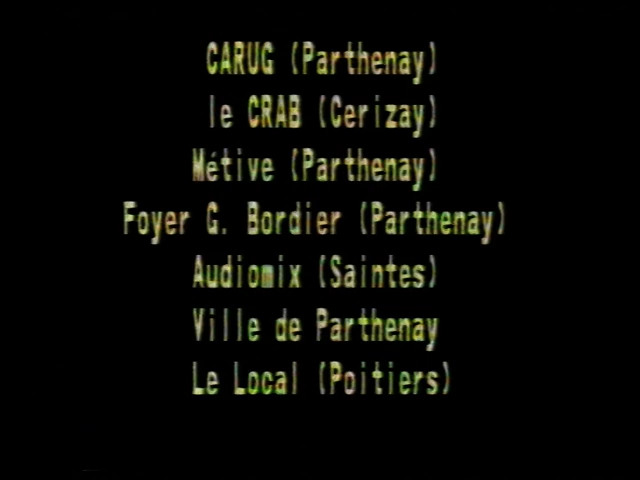 CARUG (Parthenay)
le CRAB (Cerizay)
Métive (Parthenay)
Foyer G. Bordier (Parthenay)
Audiomix (Saintes)
Ville de Parthenay
Le Local (Poitiers)